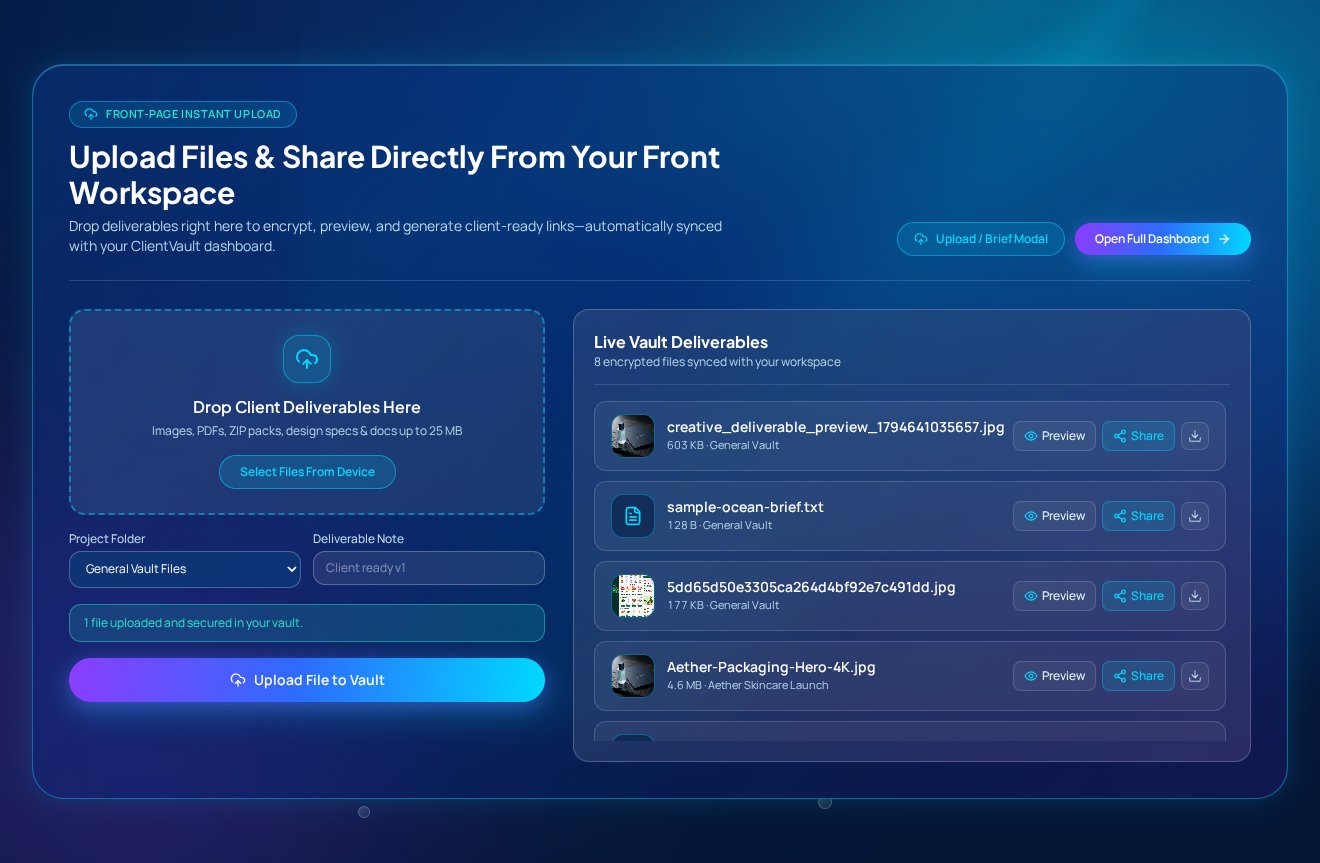 FRONT-PAGE INSTANT UPLOAD
Upload Files & Share Directly From Your Front
Workspace
Drop deliverables right here to encrypt, preview, and generate client-ready links—automatically synced
with your ClientVault dashboard.
Upload / Brief Modal
Open Full Dashboard
Drop Client Deliverables Here
Images, PDFs, ZIP packs, design specs & docs up to 25 MB
Select Files From Device
Project Folder
Deliverable Note
General Vault Files
Client ready v1
1 file uploaded and secured in your vault.
Upload File to Vault
Live Vault Deliverables
8 encrypted files synced with your workspace
creative_deliverable_preview_1794641035657.jpg
603 KB · General Vault
Preview
Share
sample-ocean-brief.txt
128 B · General Vault
Preview
Share
5dd65d50e3305ca264d4bf92e7c491dd.jpg
177 KB · General Vault
Preview
Share
Aether-Packaging-Hero-4K.jpg
4.6 MB · Aether Skincare Launch
Preview
Share